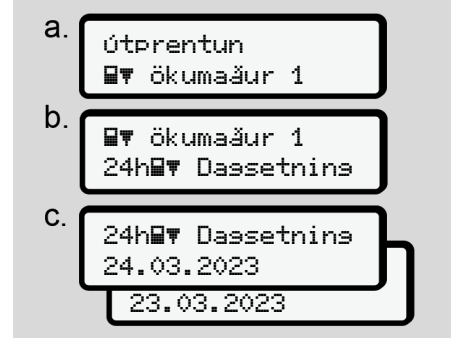 a.
útprentun
🖩▼ ökumaður 1
b.
🖩▼ ökumaður 1
24h🖩▼ Dagsetning
c.
24h🖩▼ Dagsetning
24.03.2023
23.03.2023